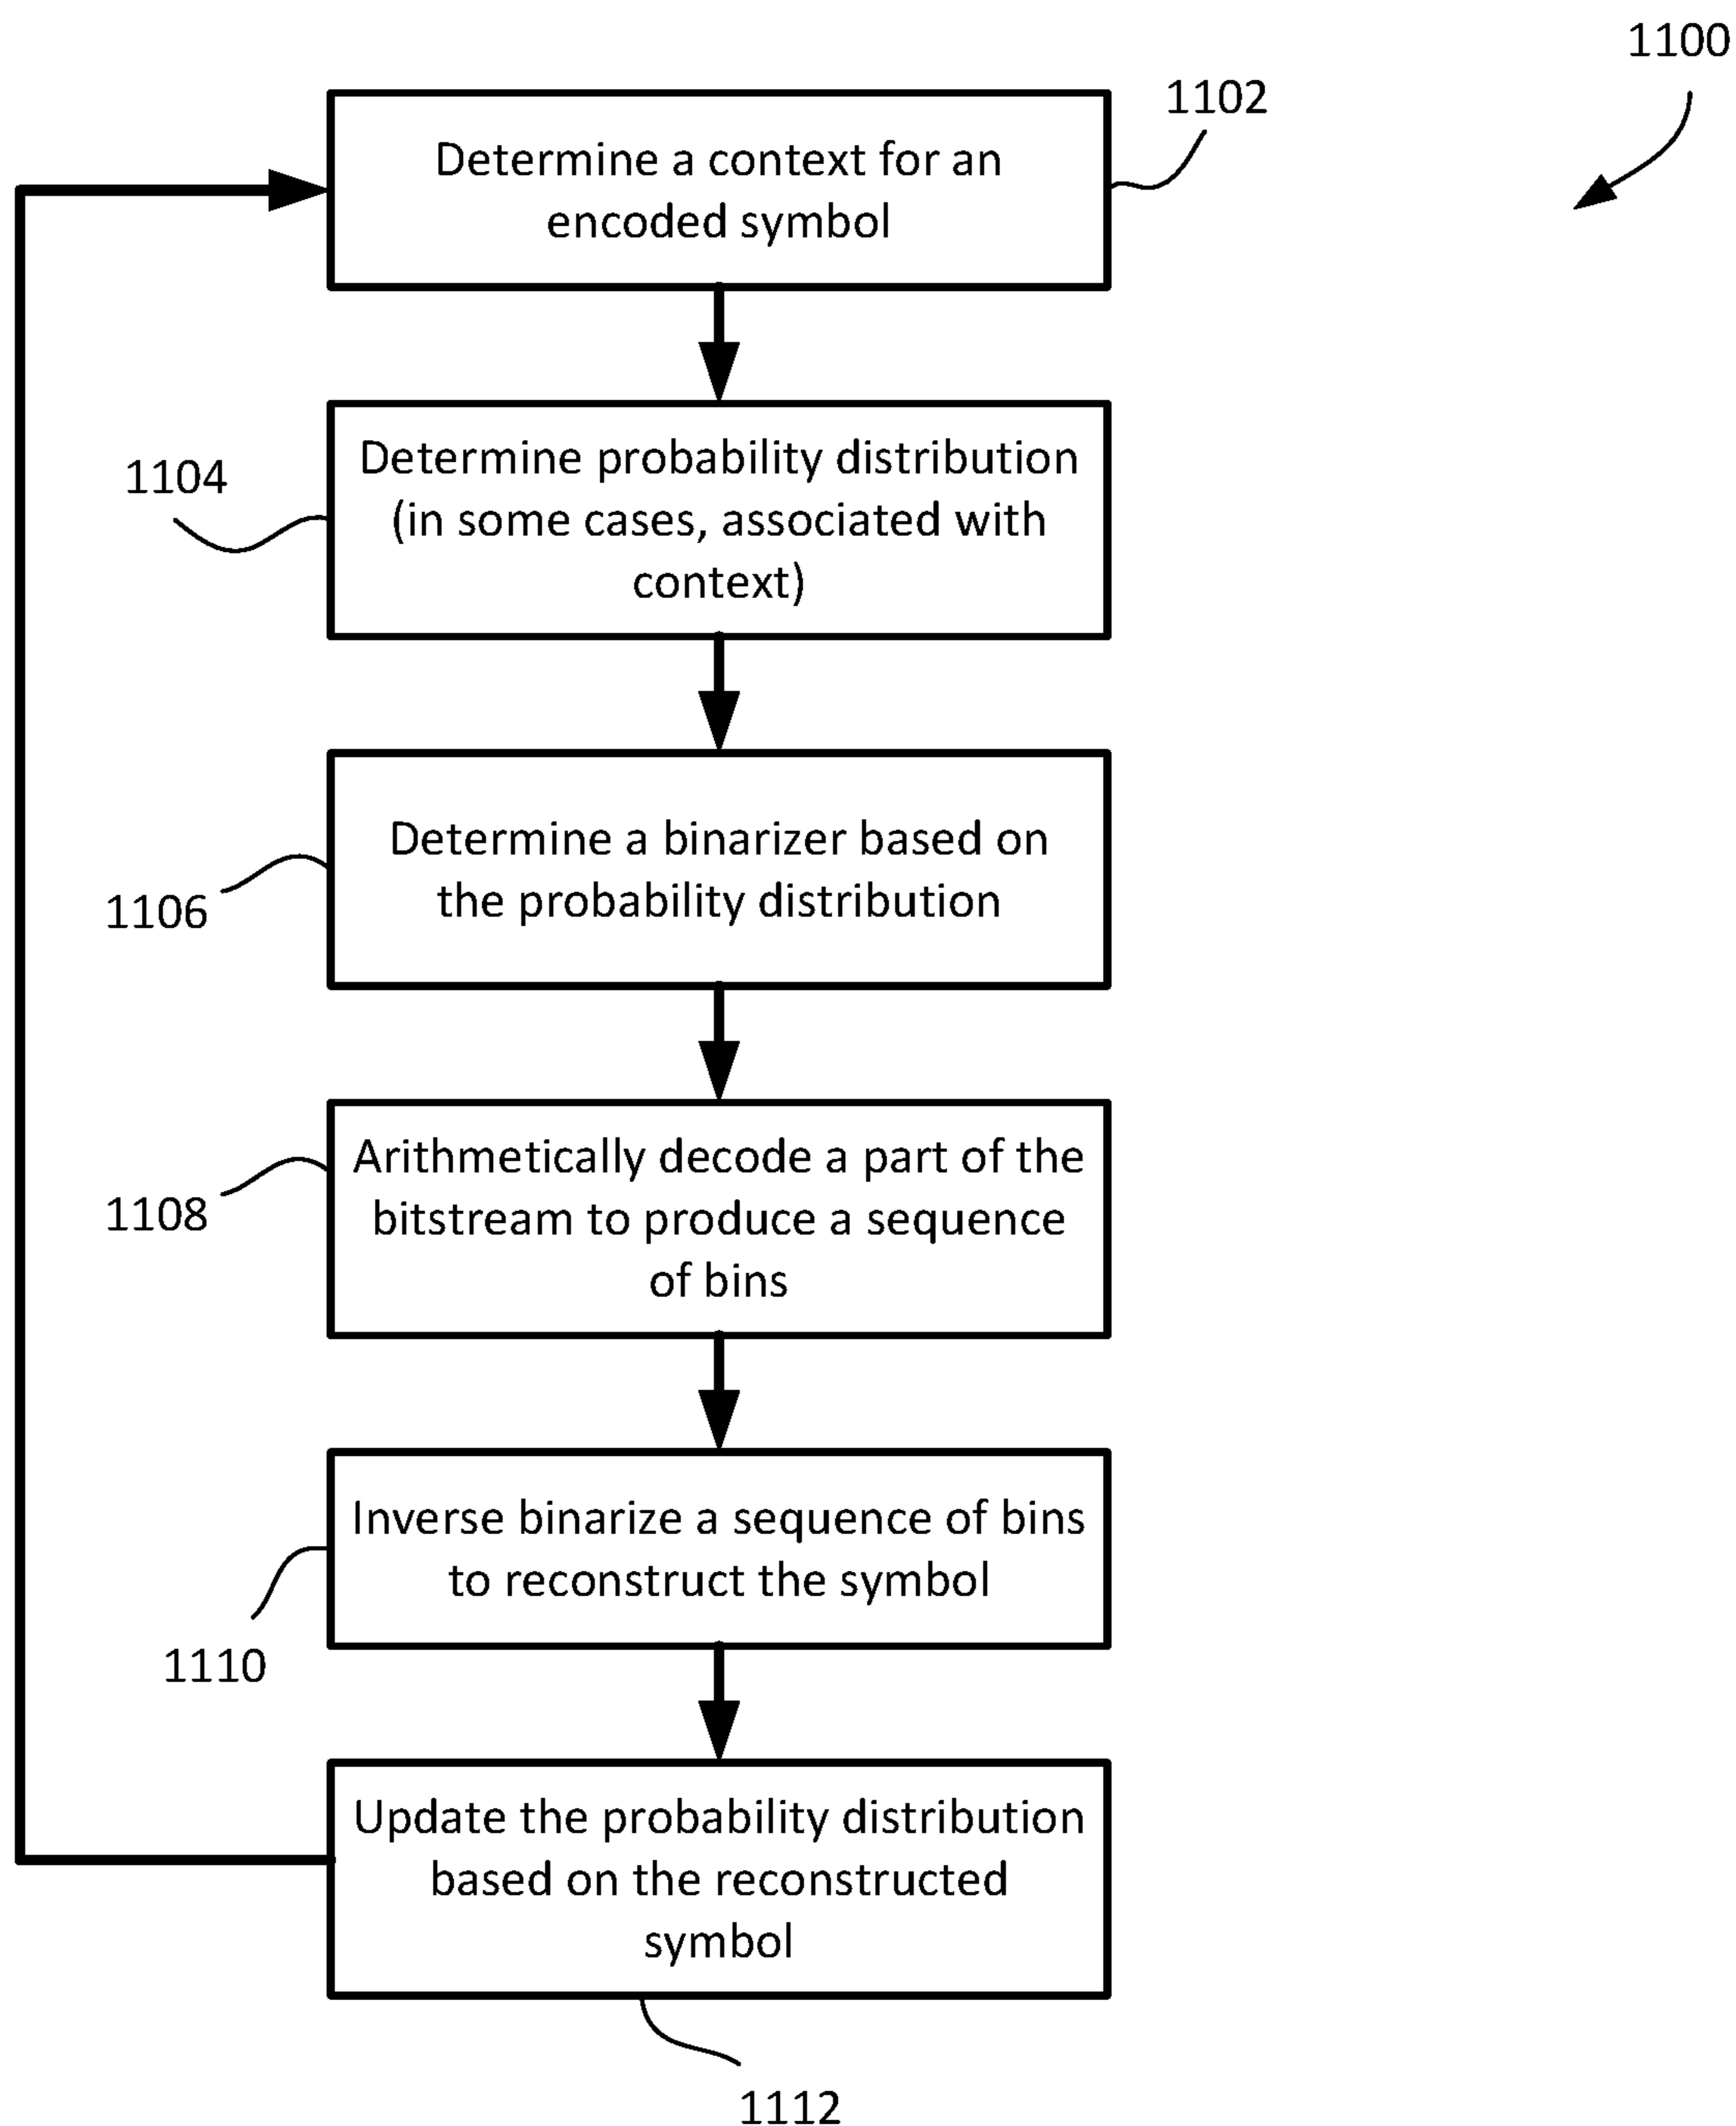 1100
1102
Determine a context for an
encoded symbol
1104
Determine probability distribution
(in some cases, associated with
context)
1106
Determine a binarizer based on
the probability distribution
1108
Arithmetically decode a part of the
bitstream to produce a sequence
of bins
1110
Inverse binarize a sequence of bins
to reconstruct the symbol
Update the probability distribution
based on the reconstructed
symbol
1112